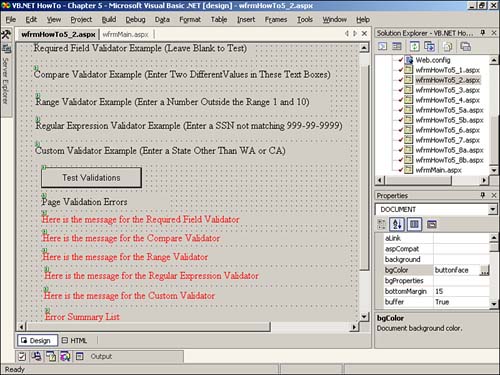 VB.NET HowTo - Chapter 5 - Microsoft Visual Basic .NET [design] - wfrmHowTo5_2.aspx
File Edit View Project Build Debug Data Format Table Insert Frames Tools Window Help
wfrmHowTo5_2.aspx wfrmMain.aspx
Server Explorer
Required Field Validator Example (Leave Blank to Test)
Compare Validator Example (Enter Two DifferentValues in These Text Boxes)
Range Validator Example (Enter a Number Outside the Range 1 and 10)
Regular Expression Validator Example (Enter a SSN not matching 999-99-9999)
Custom Validator Example (Enter a State Other Than WA or CA)
Test Validations
Page Validation Errors
Here is the message for the Required Field Validator
Here is the message for the Compare Validator
Here is the message for the Range Validator
Here is the message for the Regular Expression Validator
Here is the message for the Custom Validator
Error Summary List
Design HTML
Output
Ready
Solution Explorer - VB.NET HowTo - ...
Web.config
wfrmHowTo5_1.aspx
wfrmHowTo5_2.aspx
wfrmHowTo5_3.aspx
wfrmHowTo5_4.aspx
wfrmHowTo5_5.aspx
wfrmHowTo5_5b.aspx
wfrmHowTo5_6.aspx
wfrmHowTo5_7.aspx
wfrmHowTo5_8a.aspx
wfrmHowTo5_8b.aspx
wfrmMain.aspx
Properties
DOCUMENT
aLink
aspCompat
background
bgColor buttonface ...
bgProperties
bottomMargin 15
buffer True
bgColor
Document background color.